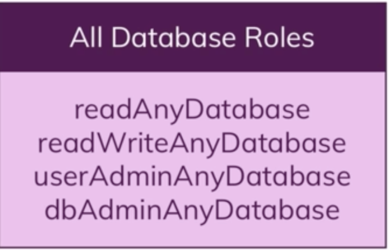 All Database Roles
readAnyDatabase
readWriteAnyDatabase
userAdminAnyDatabase
dbAdminAnyDatabase